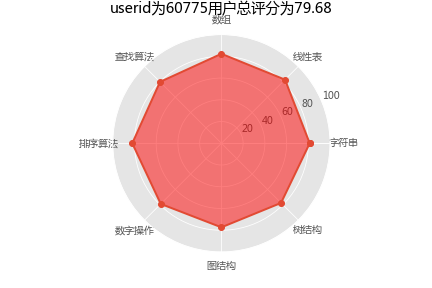 userid为60775用户总评分为79.68
数组
查找算法
线性表
100
80
60
40
20
排序算法
字符串
数字操作
树结构
图结构